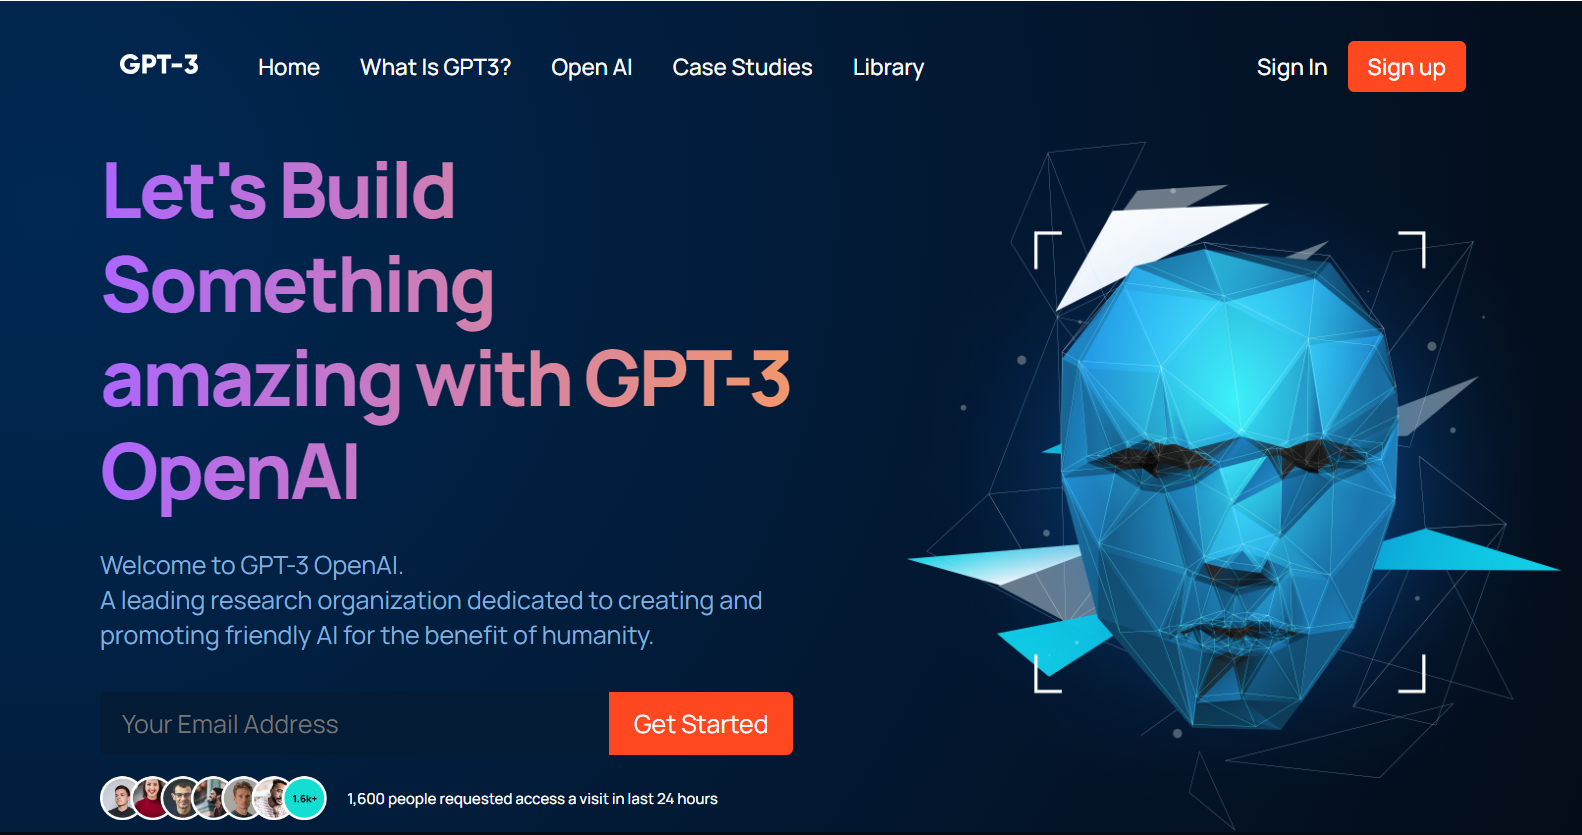 GPT-3 Home What Is GPT3? Open AI Case Studies Library Sign In Sign up
Let's Build
Something
amazing with GPT-3
OpenAI
Welcome to GPT-3 OpenAI.
A leading research organization dedicated to creating and
promoting friendly AI for the benefit of humanity.
Your Email Address Get Started
1.6k+ 1,600 people requested access a visit in last 24 hours